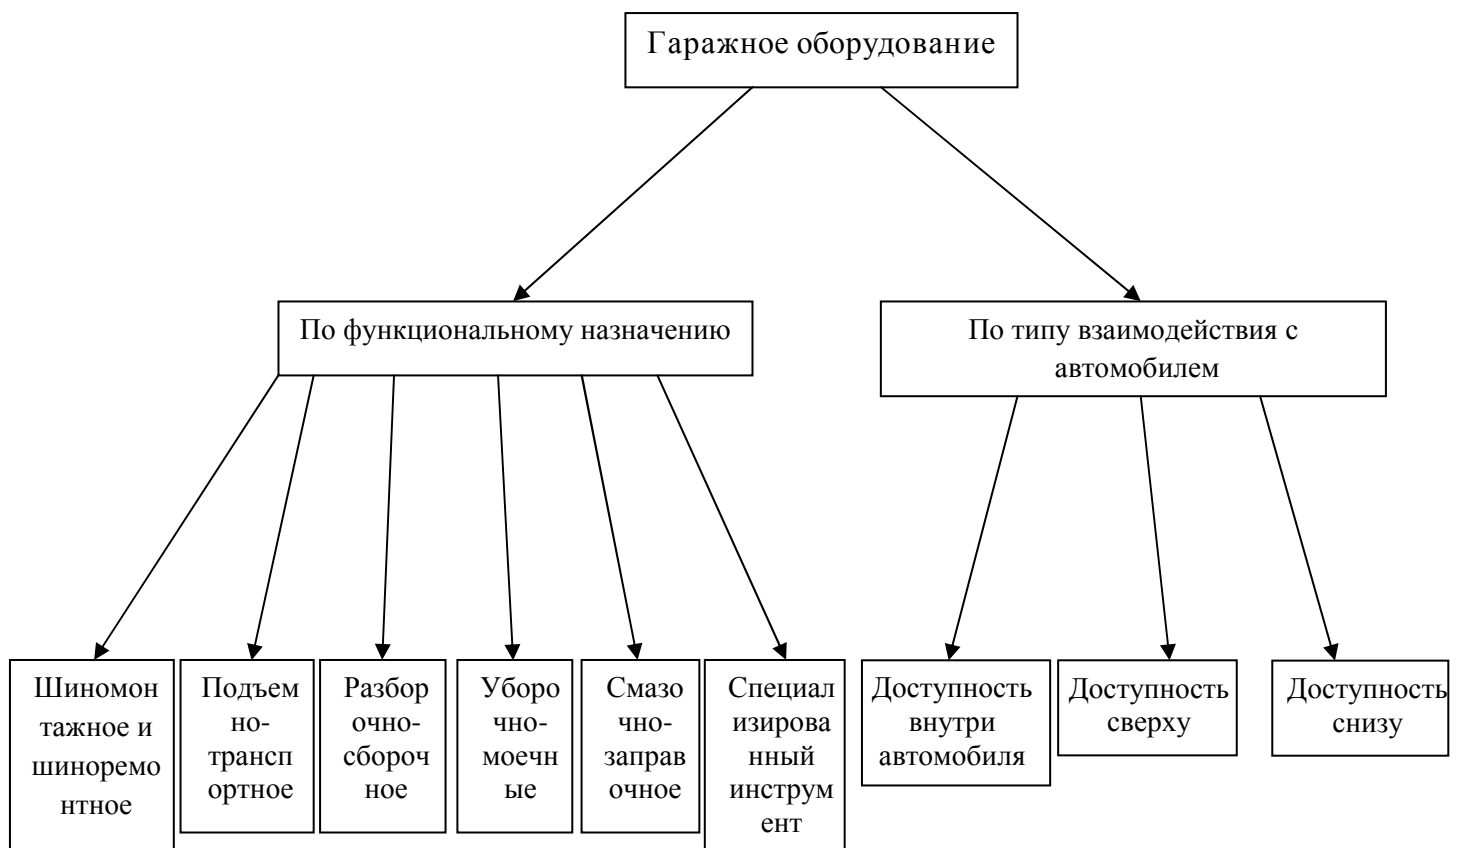 Гаражное оборудование
По функциональному назначению
По типу взаимодействия с
автомобилем
Шиномон
тажное и
шиноремо
нтное
Подъем
но-
трансп
ортное
Разбор
очно-
сбороч
ное
Уборо
чно-
моечн
ые
Смазо
чно-
заправ
очное
Специал
изирова
нный
инструм
ент
Доступность
внутри
автомобиля
Доступность
сверху
Доступность
снизу